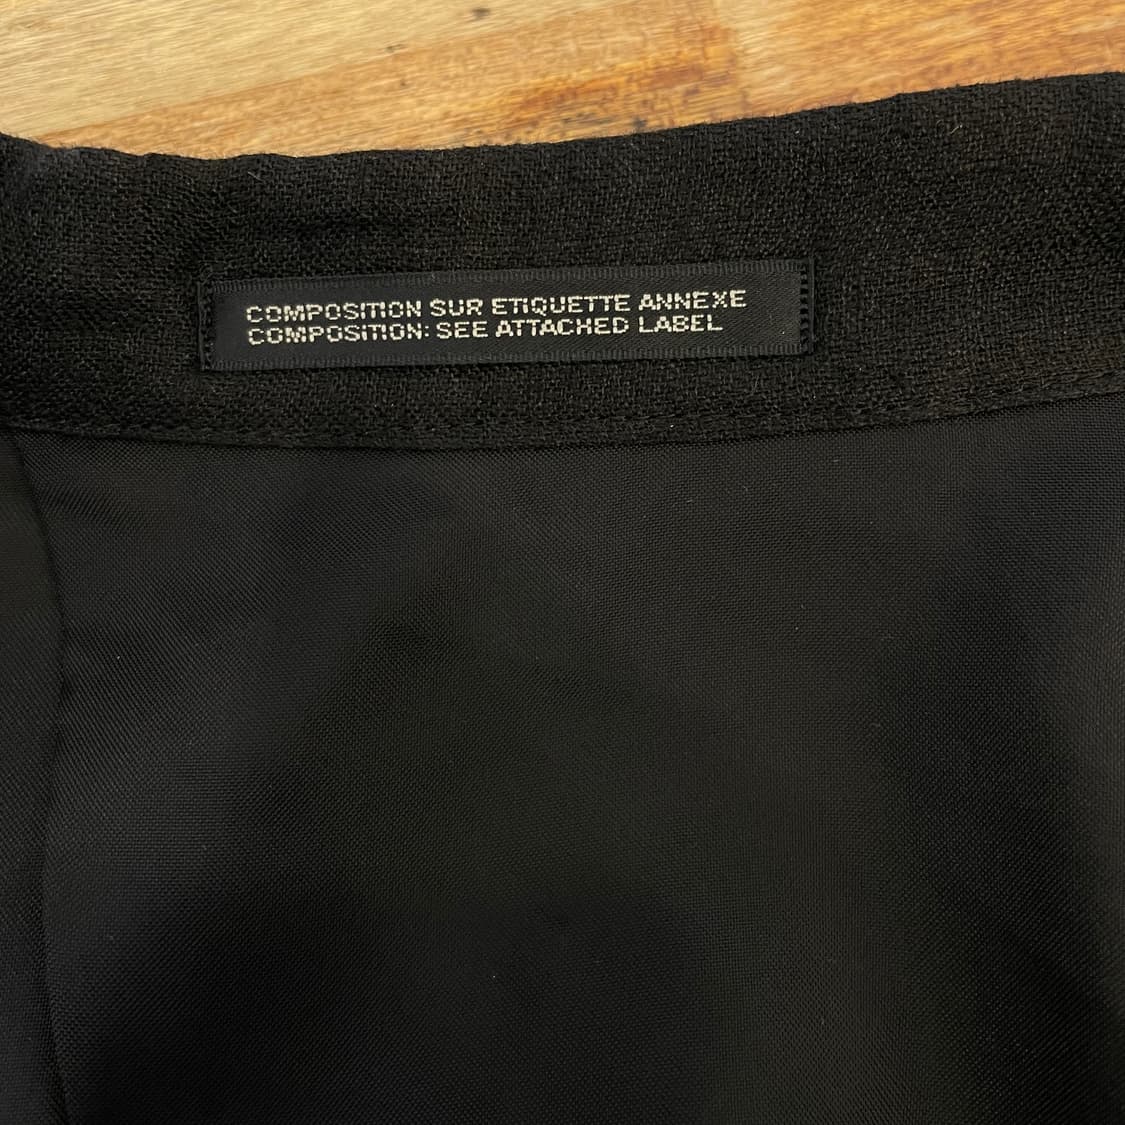 COMPOSITION SUR ETIQUETTE ANNEXE
COMPOSITION: SEE ATTACHED LABEL